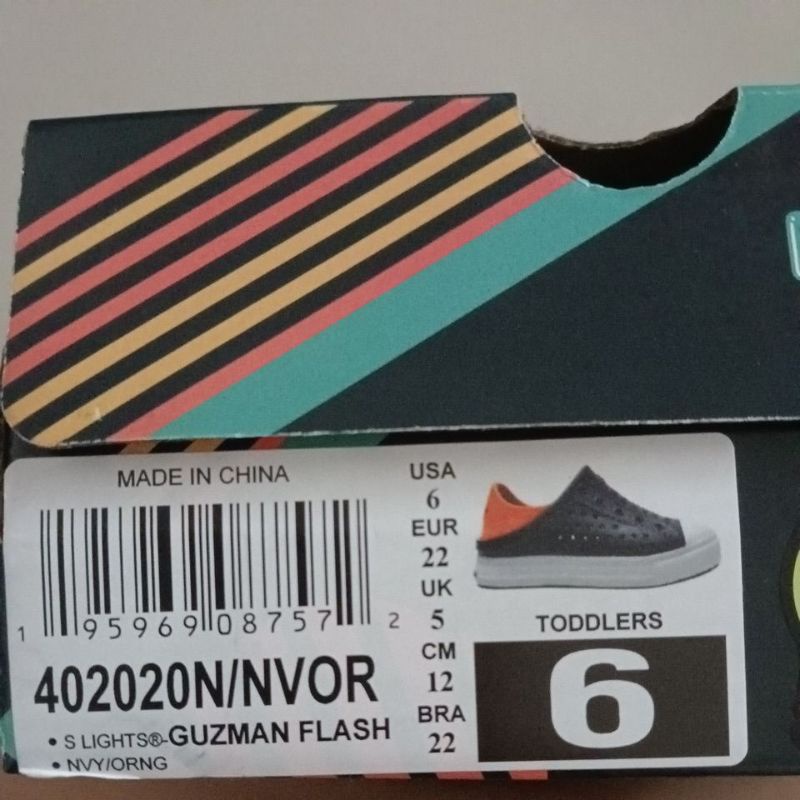 MADE IN CHINA
1 95969 08757 2
402020N/NVOR
• S LIGHTS®-GUZMAN FLASH
• NVY/ORNG
USA
6
EUR
22
UK
5
CM
12
BRA
22
TODDLERS
6